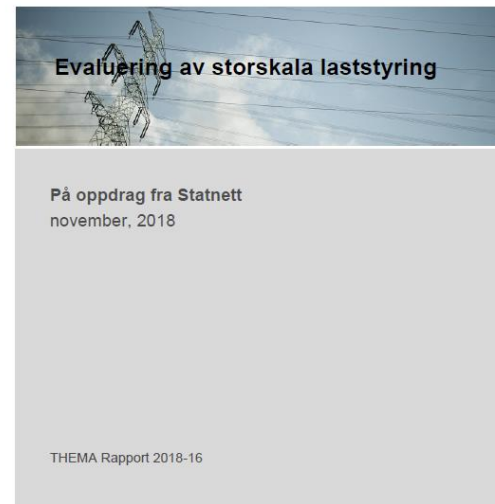 Evaluering av storskala laststyring
På oppdrag fra Statnett
november, 2018
THEMA Rapport 2018-16